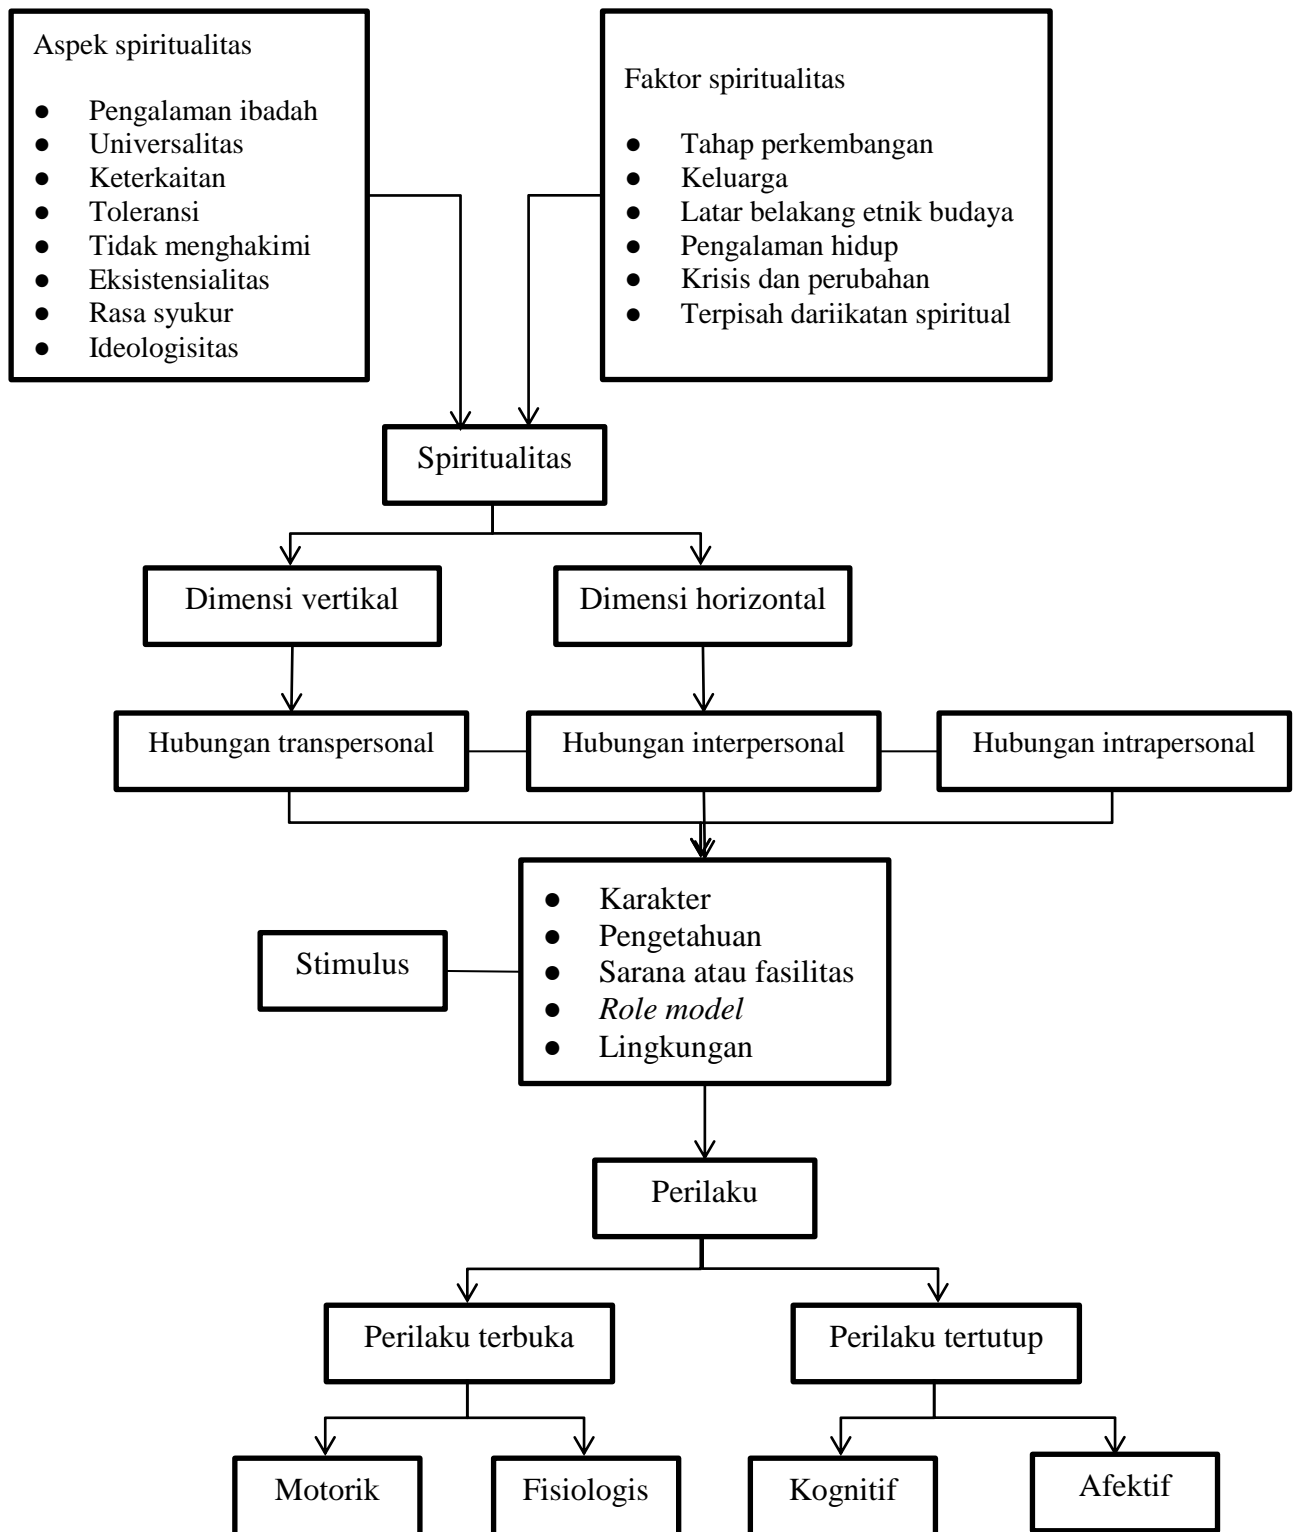 Aspek spiritualitas
● Pengalaman ibadah
● Universalitas
● Keterkaitan
● Toleransi
● Tidak menghakimi
● Eksistensialitas
● Rasa syukur
● Ideologisitas
Faktor spiritualitas
● Tahap perkembangan
● Keluarga
● Latar belakang etnik budaya
● Pengalaman hidup
● Krisis dan perubahan
● Terpisah dariikatan spiritual
Spiritualitas
Dimensi vertikal
Dimensi horizontal
Hubungan transpersonal
Hubungan interpersonal
Hubungan intrapersonal
Stimulus
● Karakter
● Pengetahuan
● Sarana atau fasilitas
● Role model
● Lingkungan
Perilaku
Perilaku terbuka
Perilaku tertutup
Motorik
Fisiologis
Kognitif
Afektif